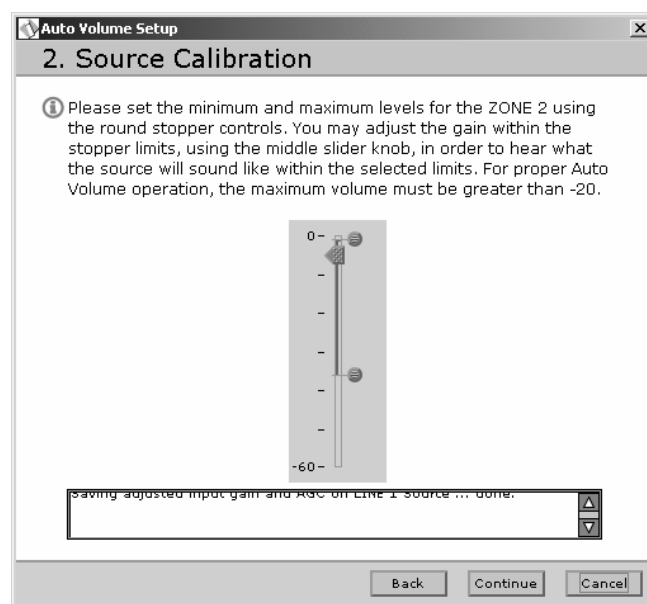 Auto Volume Setup
2. Source Calibration
Please set the minimum and maximum levels for the ZONE 2 using
the round stopper controls. You may adjust the gain within the
stopper limits, using the middle slider knob, in order to hear what
the source will sound like within the selected limits. For proper Auto
Volume operation, the maximum volume must be greater than -20.
0-
-60-
Saving adjusted input gain and AGC on LINE 1 Source ... done.
Back Continue Cancel